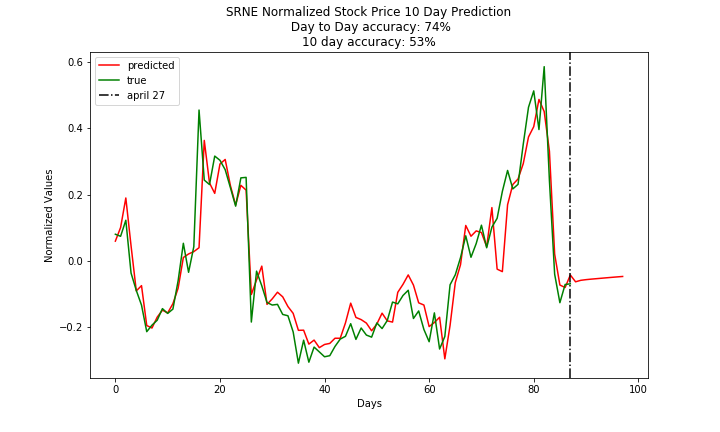 SRNE Normalized Stock Price 10 Day Prediction
Day to Day accuracy: 74%
10 day accuracy: 53%
predicted
true
april 27
Normalized Values
0.6
0.4
0.2
0.0
−0.2
0 20 40 60 80 100
Days